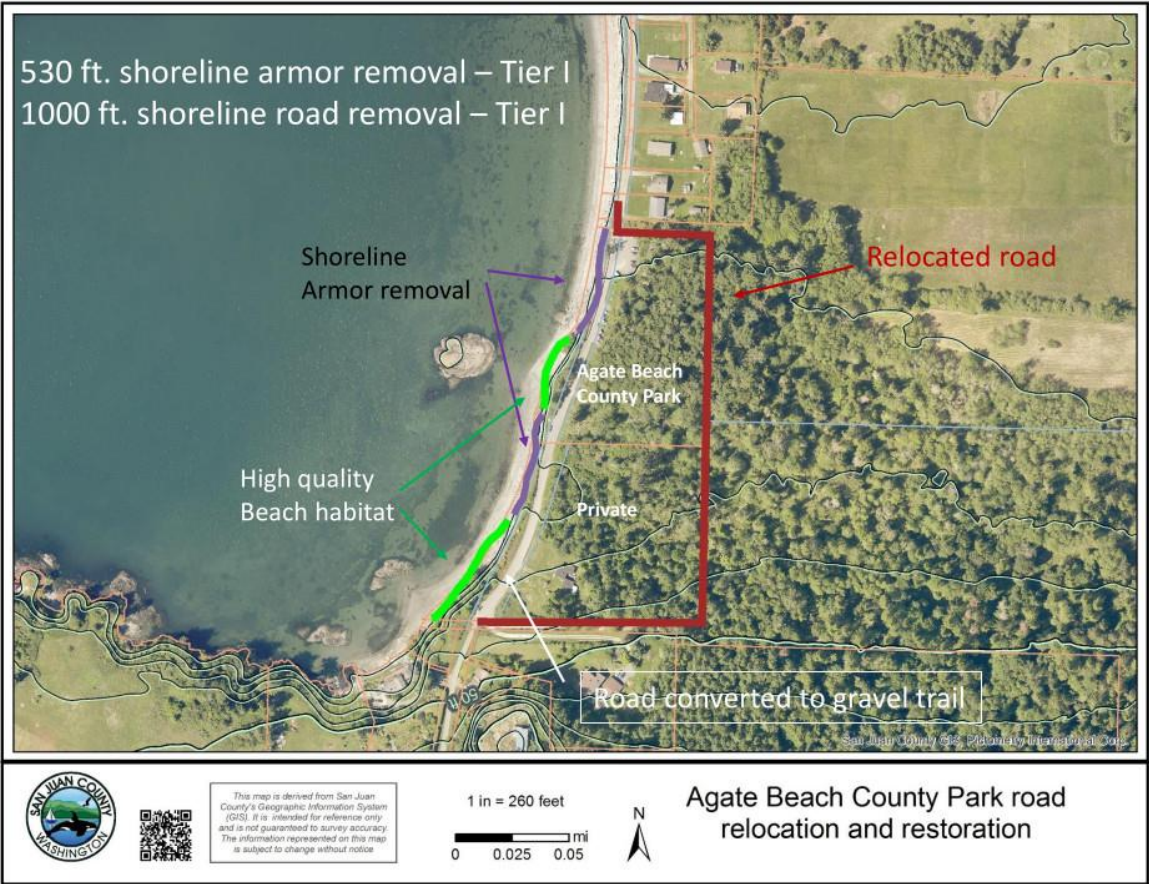 530 ft. shoreline armor removal – Tier I
1000 ft. shoreline road removal – Tier I
Shoreline
Armor removal
Relocated road
Agate Beach
County Park
High quality
Beach habitat
Private
Road converted to gravel trail
50 ft
San Juan County GIS, Pictometry International Corp.
SAN JUAN COUNTY
WASHINGTON
This map is derived from San Juan
County's Geographic Information System
(GIS). It is intended for reference only
and is not guaranteed to survey accuracy.
The information represented on this map
is subject to change without notice
1 in = 260 feet
mi
0 0.025 0.05
N
Agate Beach County Park road
relocation and restoration